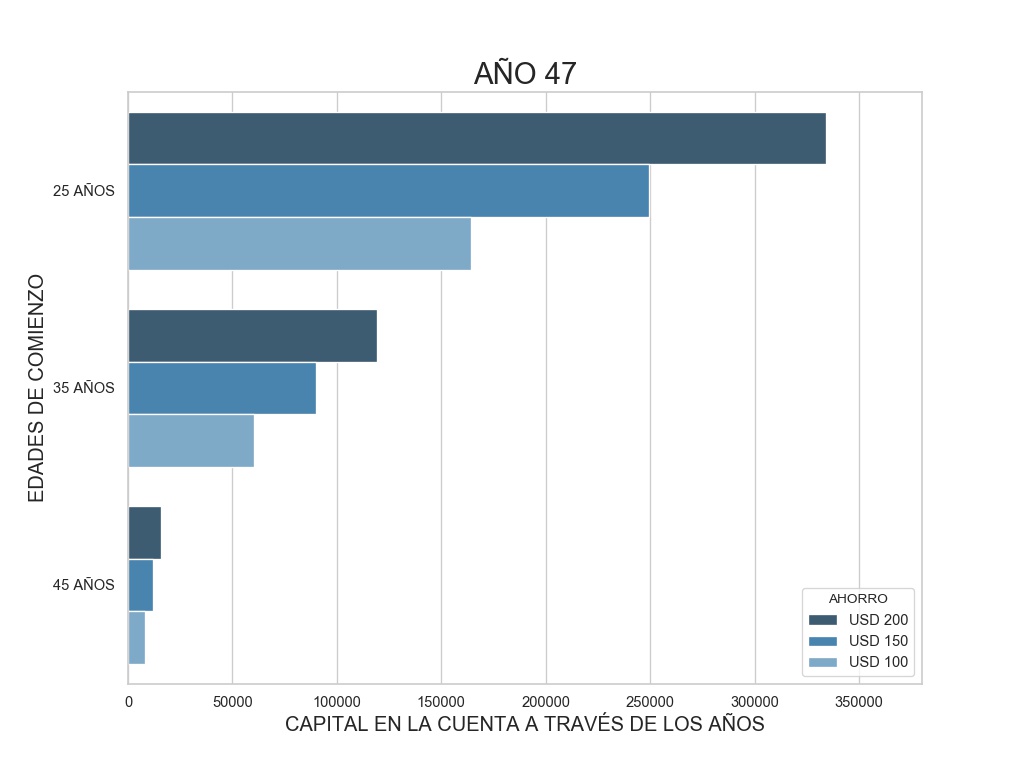 AÑO 47
EDADES DE COMIENZO
25 AÑOS
35 AÑOS
45 AÑOS
AHORRO
USD 200
USD 150
USD 100
0 50000 100000 150000 200000 250000 300000 350000
CAPITAL EN LA CUENTA A TRAVÉS DE LOS AÑOS